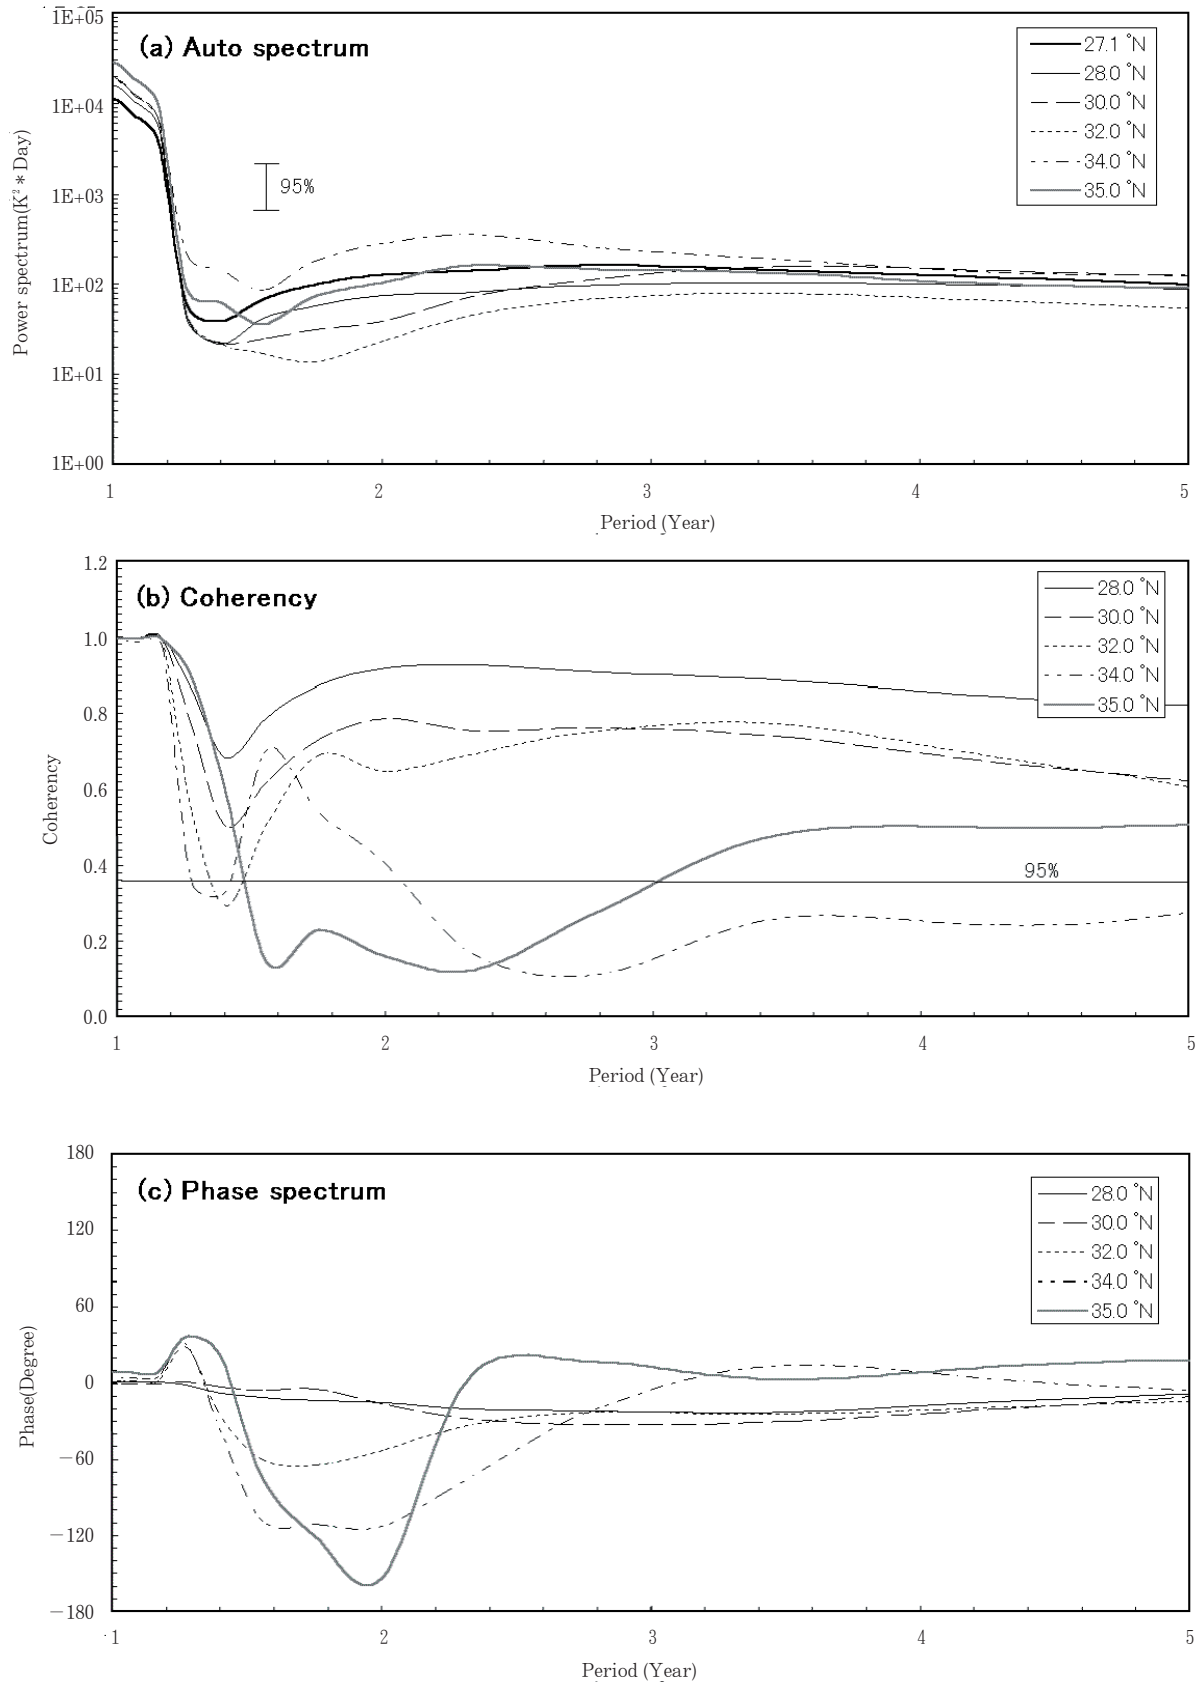 1E+05
(a) Auto spectrum
27.1 °N
28.0 °N
30.0 °N
32.0 °N
34.0 °N
35.0 °N
1E+04
95%
1E+03
1E+02
1E+01
1E+00
Power spectrum(K²*Day)
1 2 3 4 5
Period (Year)
1.2
(b) Coherency
28.0 °N
30.0 °N
32.0 °N
34.0 °N
35.0 °N
1.0
0.8
0.6
0.4
95%
0.2
0.0
Coherency
1 2 3 4 5
Period (Year)
180
(c) Phase spectrum
28.0 °N
30.0 °N
32.0 °N
34.0 °N
35.0 °N
120
60
0
-60
-120
-180
Phase(Degree)
1 2 3 4 5
Period (Year)